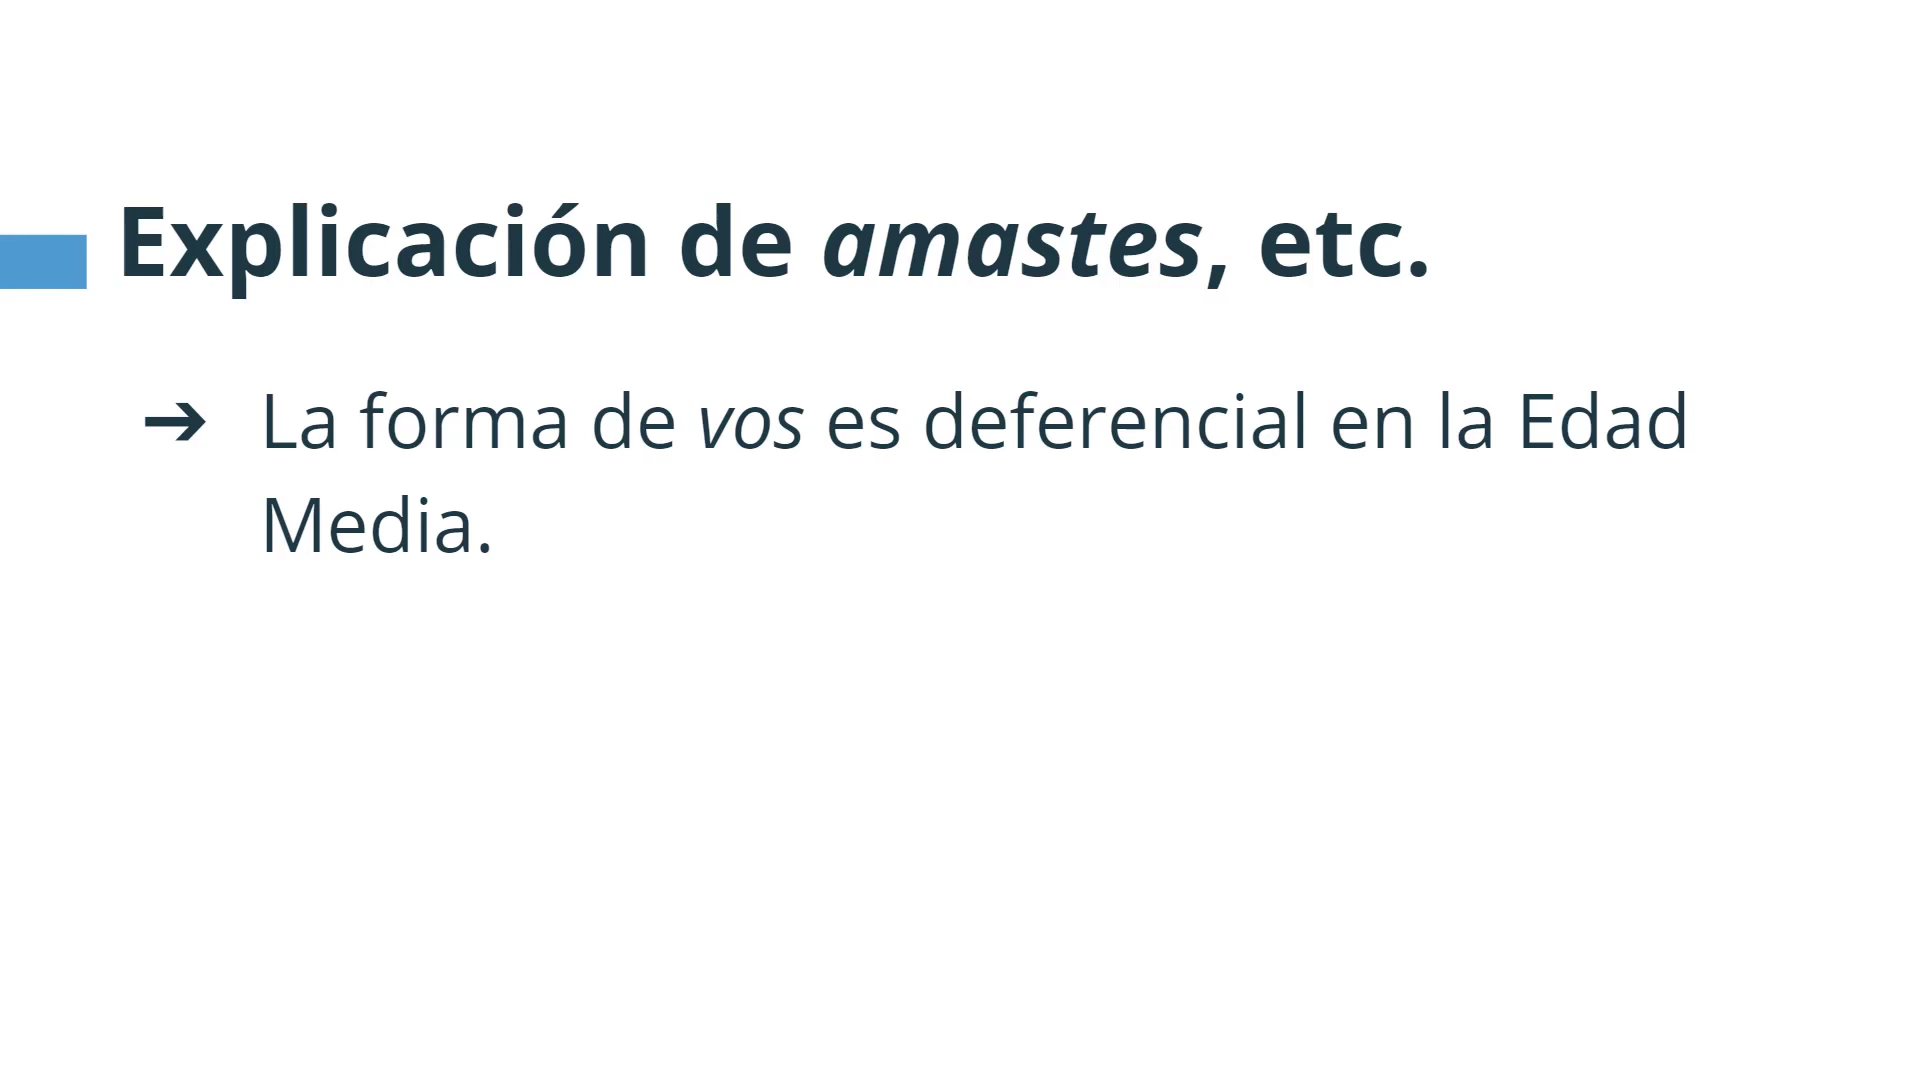 Explicación de amastes, etc.
➔ La forma de vos es deferencial en la Edad
Media.